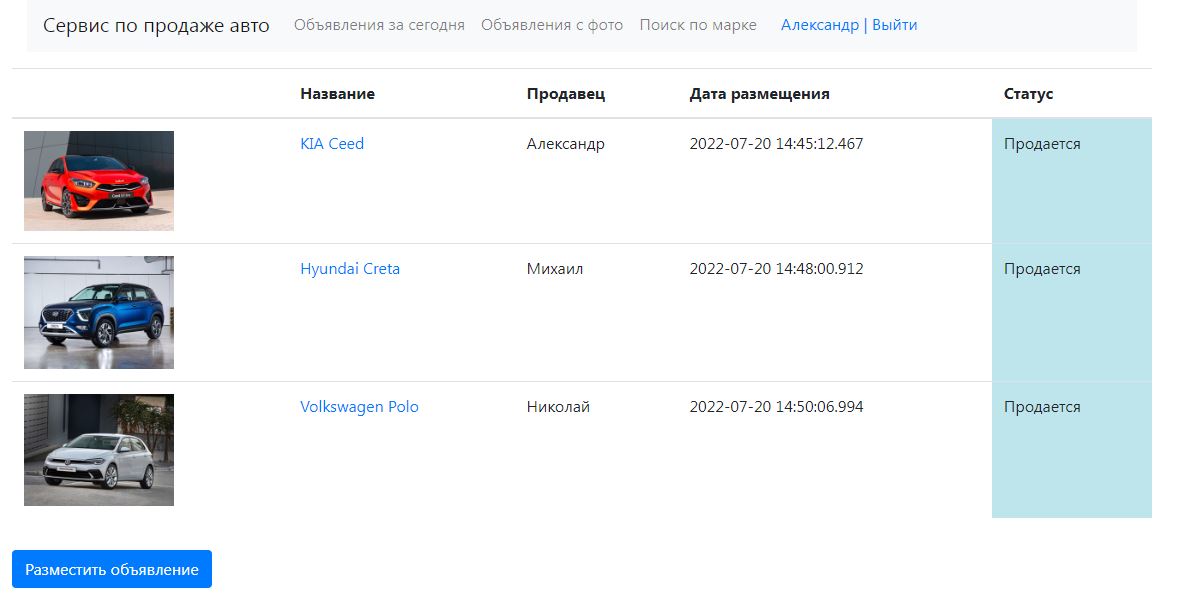 Сервис по продаже авто Объявления за сегодня Объявления с фото Поиск по марке Александр | Выйти
Название Продавец Дата размещения Статус
KIA Ceed Александр 2022-07-20 14:45:12.467 Продается
Hyundai Creta Михаил 2022-07-20 14:48:00.912 Продается
Volkswagen Polo Николай 2022-07-20 14:50:06.994 Продается
Разместить объявление